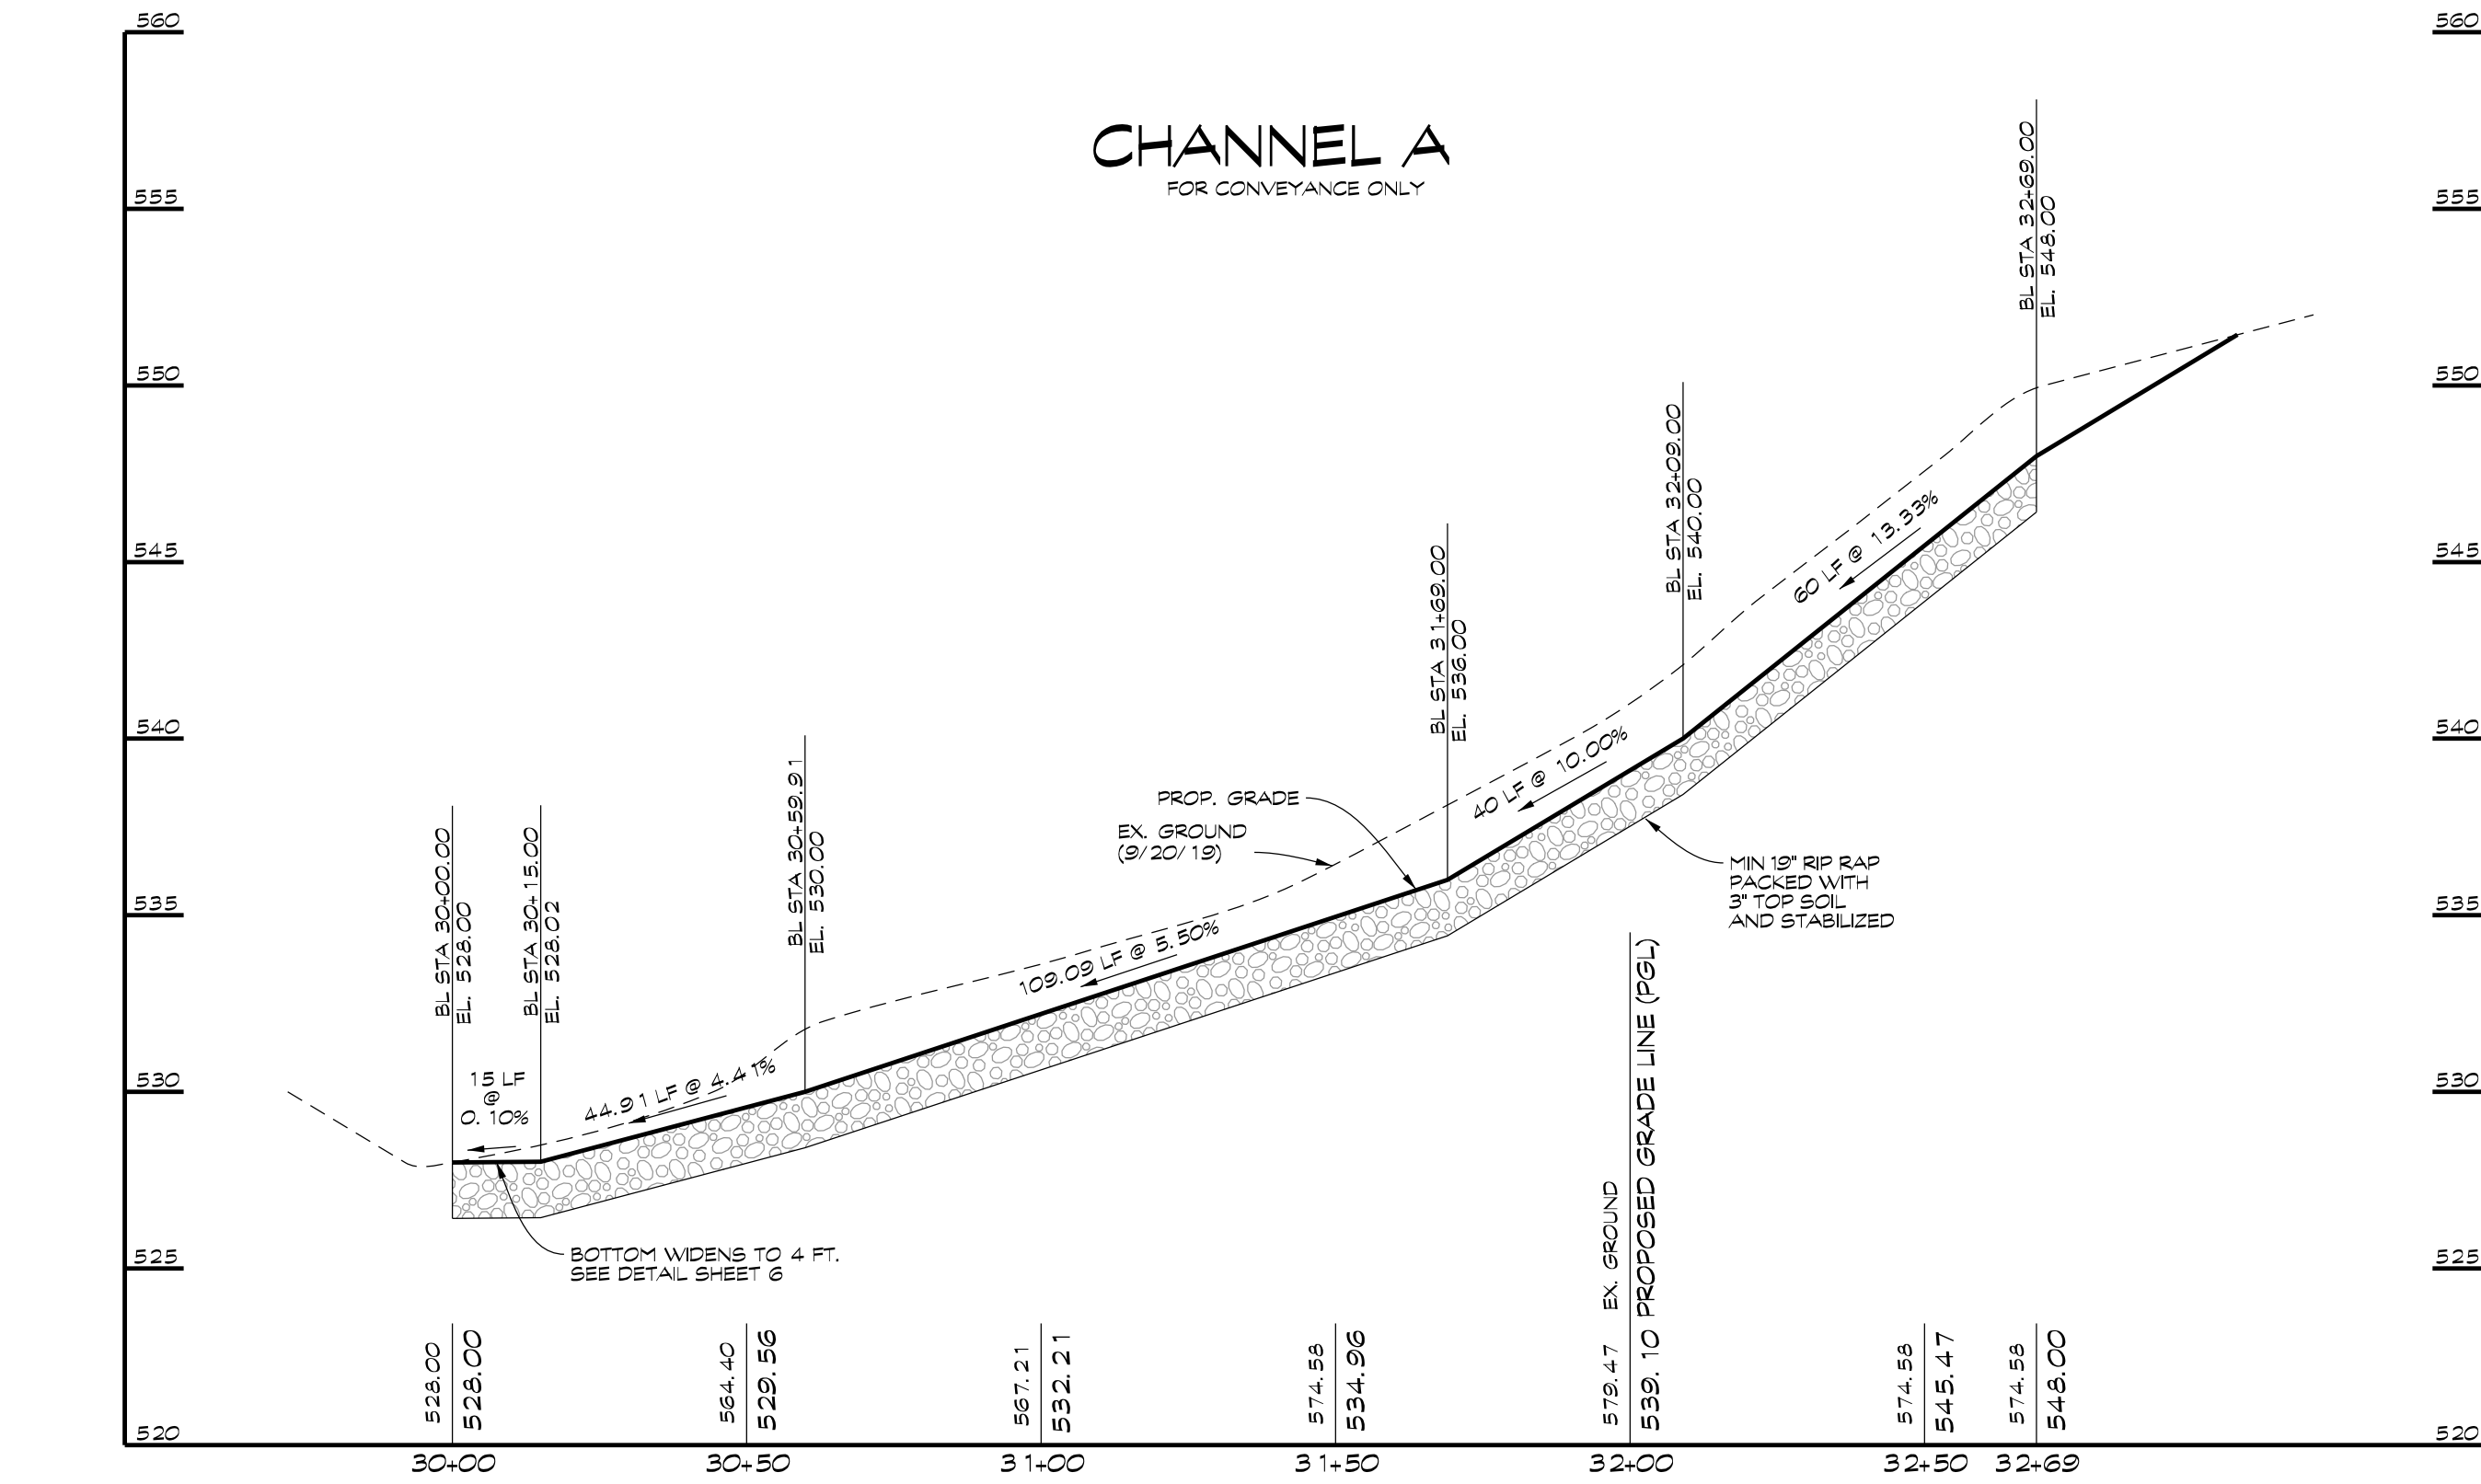 CHANNEL A
FOR CONVEYANCE ONLY
560
555
550
545
540
535
530
525
520
560
555
550
545
540
535
530
525
520
BL STA 30+00.00
EL. 528.00
BL STA 30+15.00
EL. 528.02
BL STA 30+59.91
EL. 530.00
BL STA 31+69.00
EL. 536.00
BL STA 32+09.00
EL. 540.00
BL STA 32+69.00
EL. 548.00
15 LF
@
0.10%
44.91 LF @ 4.41%
109.09 LF @ 5.50%
40 LF @ 10.00%
60 LF @ 13.33%
PROP. GRADE
EX. GROUND
(9/20/19)
MIN 19" RIP RAP
PACKED WITH
3" TOP SOIL
AND STABILIZED
BOTTOM WIDENS TO 4 FT.
SEE DETAIL SHEET 6
EX. GROUND
PROPOSED GRADE LINE (PGL)
528.00
528.00
564.40
529.56
567.21
532.21
574.58
534.96
579.47
539.10
574.58
545.47
574.58
548.00
30+00
30+50
31+00
31+50
32+00
32+50
32+69